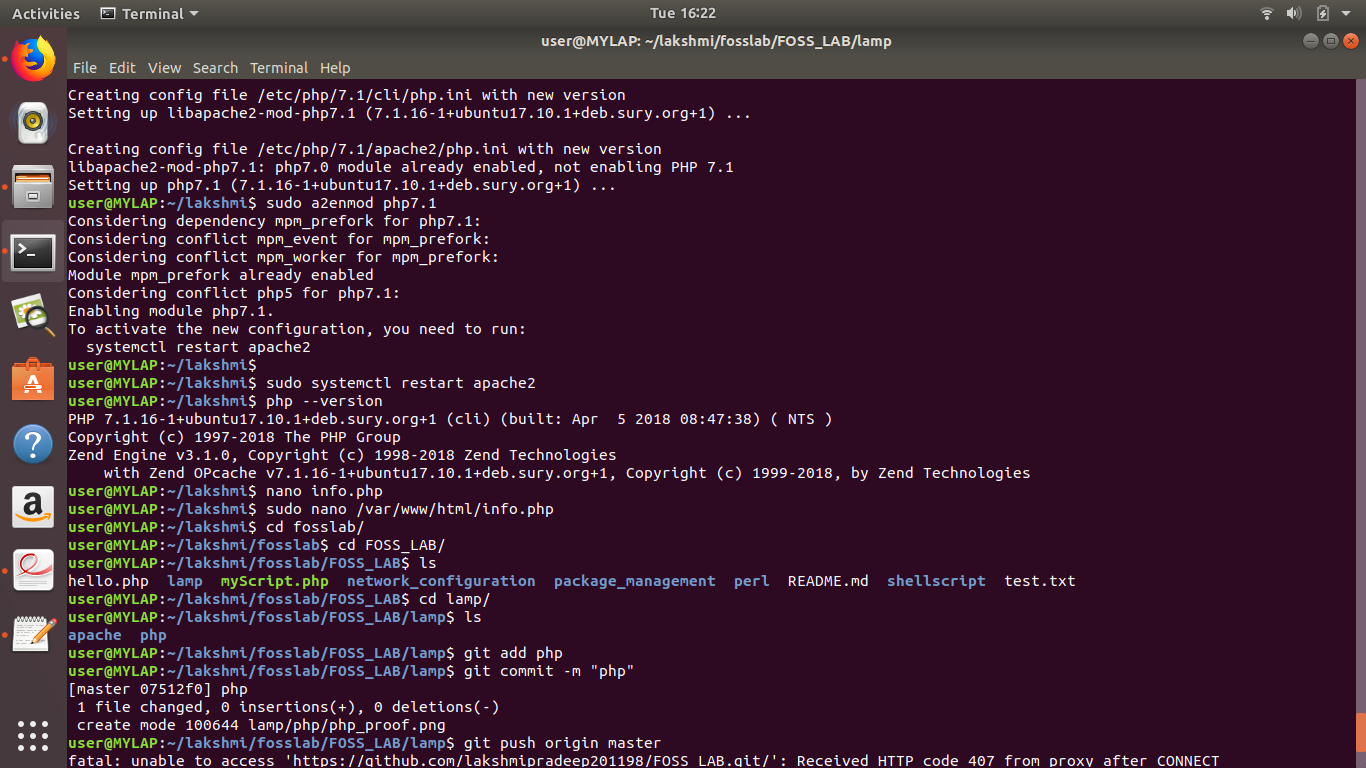 Activities Terminal Tue 16:22
user@MYLAP: ~/lakshmi/fosslab/FOSS_LAB/lamp
File Edit View Search Terminal Help
Creating config file /etc/php/7.1/cli/php.ini with new version
Setting up libapache2-mod-php7.1 (7.1.16-1+ubuntu17.10.1+deb.sury.org+1) ...
Creating config file /etc/php/7.1/apache2/php.ini with new version
libapache2-mod-php7.1: php7.0 module already enabled, not enabling PHP 7.1
Setting up php7.1 (7.1.16-1+ubuntu17.10.1+deb.sury.org+1) ...
user@MYLAP:~/lakshmi$ sudo a2enmod php7.1
Considering dependency mpm_prefork for php7.1:
Considering conflict mpm_event for mpm_prefork:
Considering conflict mpm_worker for mpm_prefork:
Module mpm_prefork already enabled
Considering conflict php5 for php7.1:
Enabling module php7.1.
To activate the new configuration, you need to run:
  systemctl restart apache2
user@MYLAP:~/lakshmi$
user@MYLAP:~/lakshmi$ sudo systemctl restart apache2
user@MYLAP:~/lakshmi$ php --version
PHP 7.1.16-1+ubuntu17.10.1+deb.sury.org+1 (cli) (built: Apr  5 2018 08:47:38) ( NTS )
Copyright (c) 1997-2018 The PHP Group
Zend Engine v3.1.0, Copyright (c) 1998-2018 Zend Technologies
    with Zend OPcache v7.1.16-1+ubuntu17.10.1+deb.sury.org+1, Copyright (c) 1999-2018, by Zend Technologies
user@MYLAP:~/lakshmi$ nano info.php
user@MYLAP:~/lakshmi$ sudo nano /var/www/html/info.php
user@MYLAP:~/lakshmi$ cd fosslab/
user@MYLAP:~/lakshmi/fosslab$ cd FOSS_LAB/
user@MYLAP:~/lakshmi/fosslab/FOSS_LAB$ ls
hello.php  lamp  myScript.php  network_configuration  package_management  perl  README.md  shellscript  test.txt
user@MYLAP:~/lakshmi/fosslab/FOSS_LAB$ cd lamp/
user@MYLAP:~/lakshmi/fosslab/FOSS_LAB/lamp$ ls
apache  php
user@MYLAP:~/lakshmi/fosslab/FOSS_LAB/lamp$ git add php
user@MYLAP:~/lakshmi/fosslab/FOSS_LAB/lamp$ git commit -m "php"
[master 07512f0] php
 1 file changed, 0 insertions(+), 0 deletions(-)
 create mode 100644 lamp/php/php_proof.png
user@MYLAP:~/lakshmi/fosslab/FOSS_LAB/lamp$ git push origin master
fatal: unable to access 'https://github.com/lakshmipradeep201198/FOSS_LAB.git/': Received HTTP code 407 from proxy after CONNECT